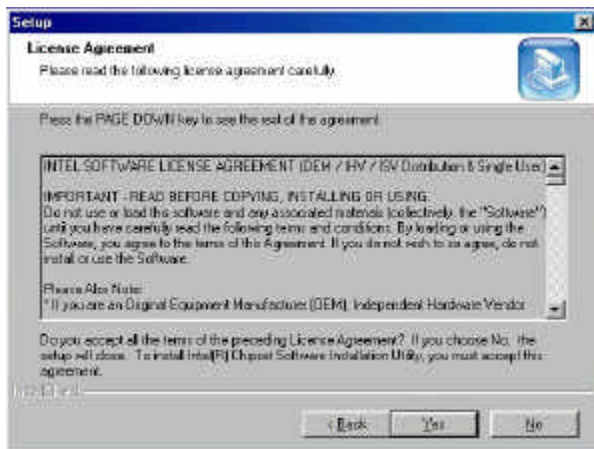 Setup
License Agreement
Please read the following license agreement carefully.
Press the PAGE DOWN key to see the rest of the agreement.
INTEL SOFTWARE LICENSE AGREEMENT (OEM / IHV / ISV Distribution & Single User)
IMPORTANT - READ BEFORE COPYING, INSTALLING OR USING.
Do not use or load this software and any associated materials (collectively, the "Software")
until you have carefully read the following terms and conditions. By loading or using the
Software, you agree to the terms of this Agreement. If you do not wish to so agree, do not
install or use the Software.
Please Also Note:
* If you are an Original Equipment Manufacturer (OEM), Independent Hardware Vendor
Do you accept all the terms of the preceding License Agreement? If you choose No, the
setup will close. To install Intel(R) Chipset Software Installation Utility, you must accept this
agreement.
< Back
Yes
No